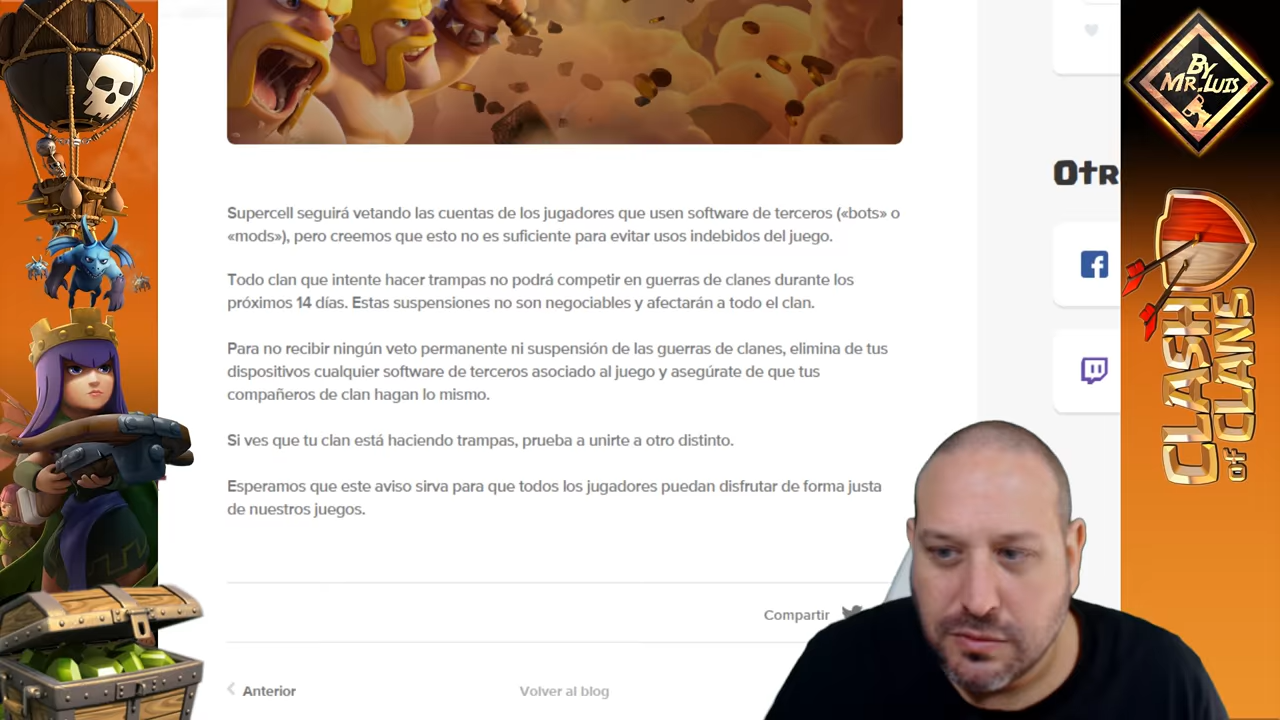 By
Mr.Luis
Otr
Supercell seguirá vetando las cuentas de los jugadores que usen software de terceros («bots» o
«mods»), pero creemos que esto no es suficiente para evitar usos indebidos del juego.
Todo clan que intente hacer trampas no podrá competir en guerras de clanes durante los
próximos 14 días. Estas suspensiones no son negociables y afectarán a todo el clan.
Para no recibir ningún veto permanente ni suspensión de las guerras de clanes, elimina de tus
dispositivos cualquier software de terceros asociado al juego y asegúrate de que tus
compañeros de clan hagan lo mismo.
Si ves que tu clan está haciendo trampas, prueba a unirte a otro distinto.
Esperamos que este aviso sirva para que todos los jugadores puedan disfrutar de forma justa
de nuestros juegos.
Compartir
Anterior
Volver al blog
CLASH
of CLANS